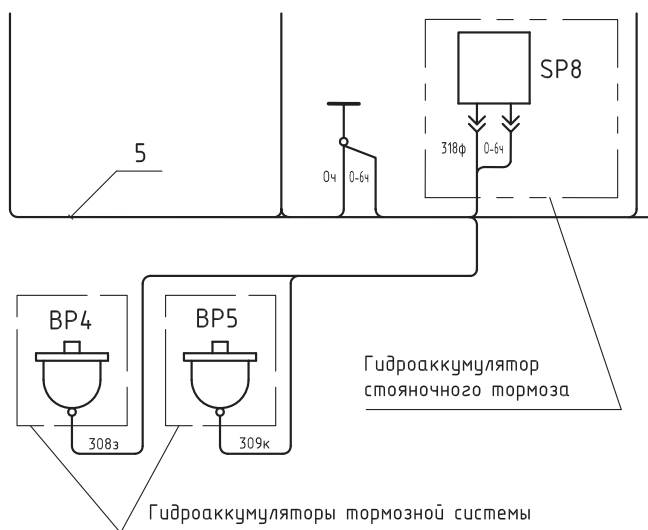 SP8
318ф
0-6ч
5
0ч
0-6ч
BP4
BP5
Гидроаккумулятор
стояночного тормоза
308з
309к
Гидроаккумуляторы тормозной системы